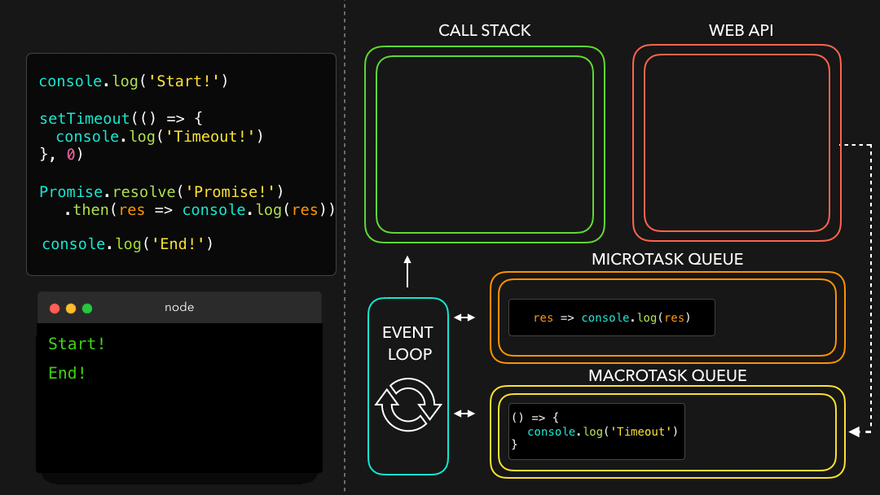 console.log('Start!')
setTimeout(() => {
  console.log('Timeout!')
}, 0)
Promise.resolve('Promise!')
   .then(res => console.log(res))
console.log('End!')
node
Start!
End!
CALL STACK
WEB API
MICROTASK QUEUE
res => console.log(res)
EVENT
LOOP
MACROTASK QUEUE
() => {
  console.log('Timeout')
}